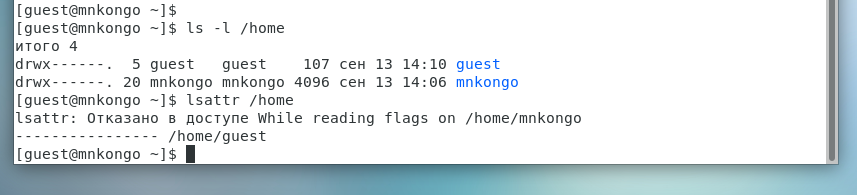 [guest@mnkongo ~]$
[guest@mnkongo ~]$ ls -l /home
итого 4
drwx------.  5 guest   guest    107 сен 13 14:10 guest
drwx------. 20 mnkongo mnkongo 4096 сен 13 14:06 mnkongo
[guest@mnkongo ~]$ lsattr /home
lsattr: Отказано в доступе While reading flags on /home/mnkongo
---------------- /home/guest
[guest@mnkongo ~]$